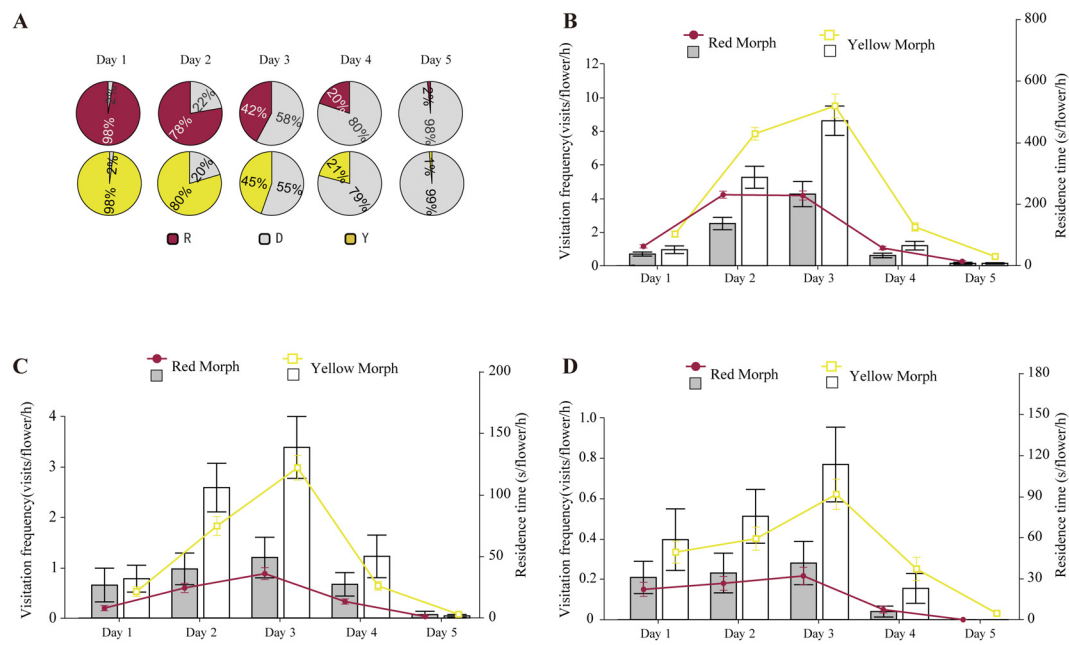 A
Day 1 Day 2 Day 3 Day 4 Day 5
2% 22% 42% 58% 20% 80% 2% 98%
98% 78%
2% 20% 45% 55% 21% 79% 1% 99%
98% 80%
R D Y
B
Red Morph Yellow Morph
Visitation frequency(visits/flower/h)
12
10
8
6
4
2
0
Residence time (s/flower/h)
800
600
400
200
0
Day 1 Day 2 Day 3 Day 4 Day 5
C
Red Morph Yellow Morph
Visitation frequency(visits/flower/h)
4
3
2
1
0
Residence time (s/flower/h)
200
150
100
50
0
Day 1 Day 2 Day 3 Day 4 Day 5
D
Red Morph Yellow Morph
Visitation frequency(visits/flower/h)
1.0
0.8
0.6
0.4
0.2
0
Residence time (s/flower/h)
180
150
120
90
60
30
0
Day 1 Day 2 Day 3 Day 4 Day 5